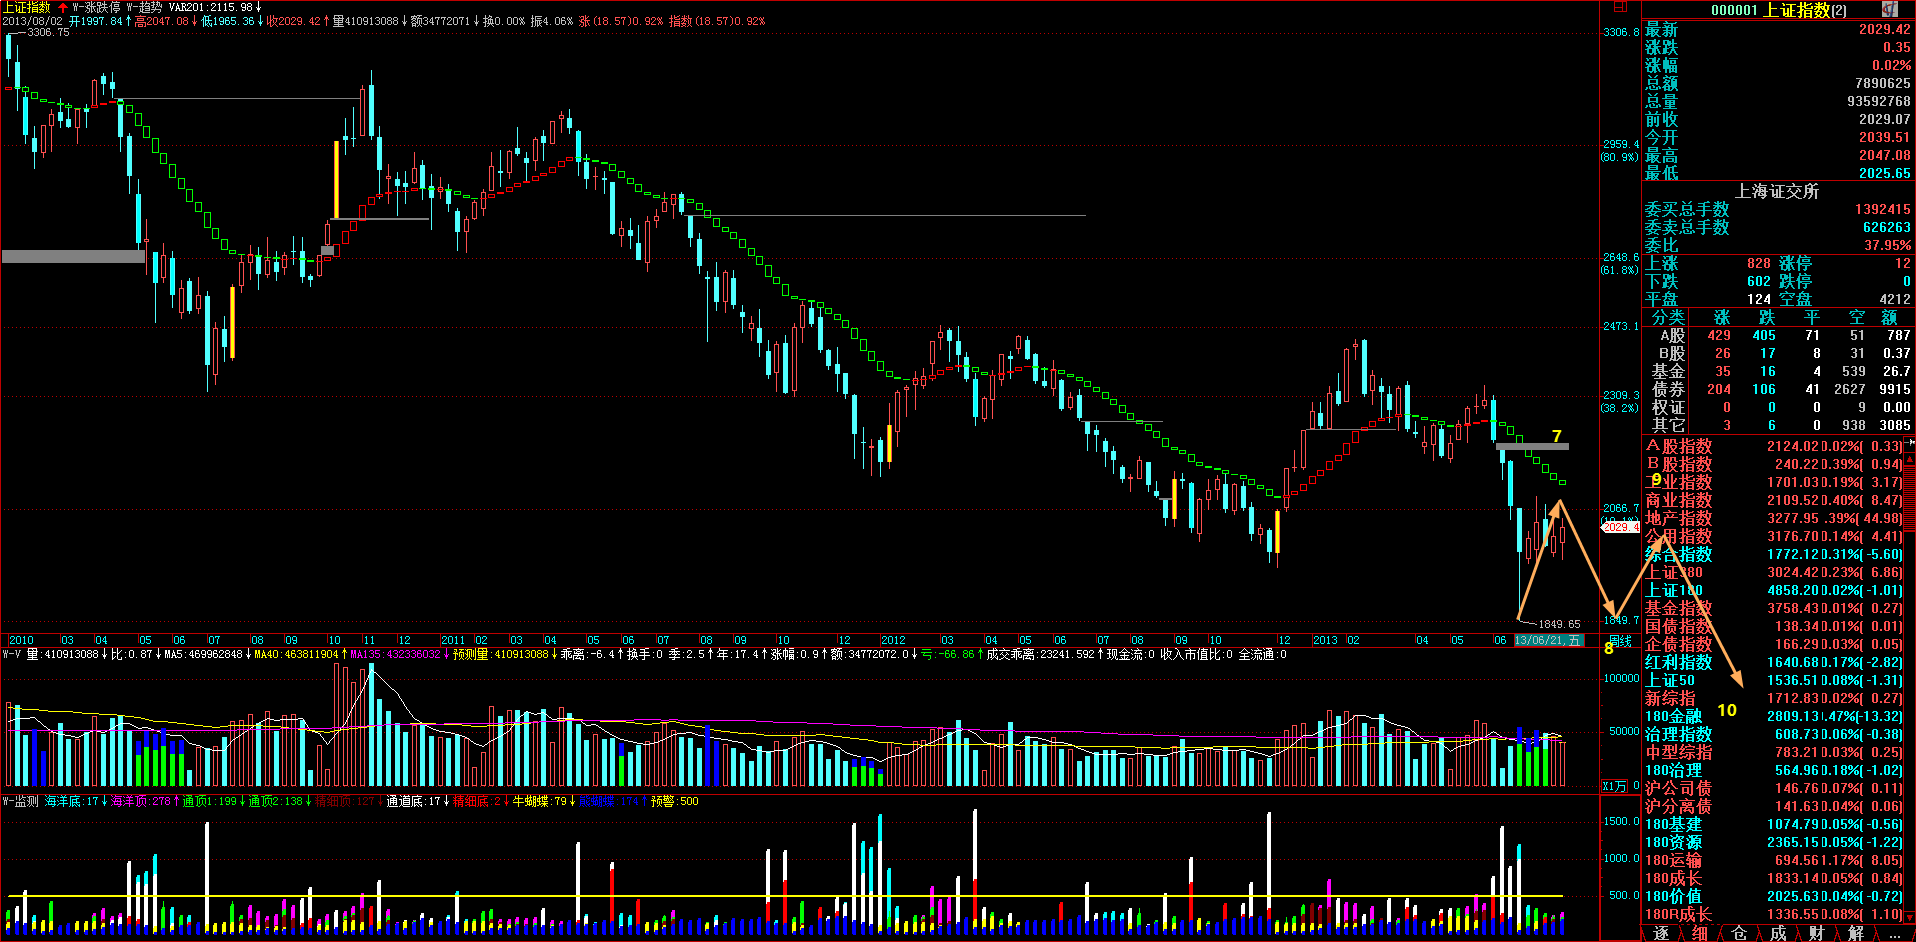 上证指数 ↑ W-涨跌停 W-趋势 VAR201:2115.98↓
2013/08/02 开1997.84↑高2047.08↓低1965.36↓收2029.42↑量410913088↓额34772071↓换0.00% 振4.06% 涨(18.57)0.92% 指数(18.57)0.92%
3306.75
3306.8
2959.4
(80.9%)
2648.6
(61.8%)
2473.1
2309.3
(38.2%)
2066.7
2029.4
1849.7
1849.65
7
8
9
10
2010 03 04 05 06 07 08 09 10 11 12 2011 02 03 04 05 06 07 08 09 10 12 2012 02 03 04 05 06 07 08 09 10 12 2013 02 04 05 06 13/06/21,五 周线
W-V 量:410913088↓比:0.87↓MA5:469962848↓MA40:463811904↑MA135:432336032↓预测量:410913088↓乖离:-6.4↑换手:0 季:2.5↑年:17.4↑涨幅:0.9↑额:34772072.0↓亏:-66.86↑成交乖离:23241.592↑现金流:0 收入市值比:0 全流通:0
100000
50000
X1万 0
W-监测 海洋底:17↓海洋顶:278↑通顶1:199↓通顶2:138↓精细顶:127↓通道底:17↓精细底:2↓牛蝴蝶:79↓熊蝴蝶:174↑预警:500
1500.0
1000.0
500.0
000001 上证指数(2)
最新 2029.42
涨跌 0.35
涨幅 0.02%
总额 7890625
总量 93592768
前收 2029.07
今开 2039.51
最高 2047.08
最低 2025.65
上海证交所
委买总手数 1392415
委卖总手数 626263
委比 37.95%
上涨 828 涨停 12
下跌 602 跌停 0
平盘 124 空盘 4212
分类 涨 跌 平 空 额
A股 429 405 71 51 787
B股 26 17 8 31 0.37
基金 35 16 4 539 26.7
债券 204 106 41 2627 9915
权证 0 0 0 9 0.00
其它 3 6 0 938 3085
A股指数 2124.02 0.02%[ 0.33]
B股指数 240.22 0.39%[ 0.94]
工业指数 1701.03 0.19%[ 3.17]
商业指数 2109.52 0.40%[ 8.47]
地产指数 3277.95 .39%[ 44.98]
公用指数 3176.70 0.14%[ 4.41]
综合指数 1772.12 0.31%[ -5.60]
上证380 3024.42 0.23%[ 6.86]
上证180 4858.20 0.02%[ -1.01]
基金指数 3758.43 0.01%[ 0.27]
国债指数 138.34 0.01%[ 0.01]
企债指数 166.29 0.03%[ 0.05]
红利指数 1640.68 0.17%[ -2.82]
上证50 1536.51 0.08%[ -1.31]
新综指 1712.83 0.02%[ 0.27]
180金融 2809.13 .47%[-13.32]
治理指数 608.73 0.06%[ -0.38]
中型综指 783.21 0.03%[ 0.25]
180治理 564.96 0.18%[ -1.02]
沪公司债 146.76 0.07%[ 0.11]
沪分离债 141.63 0.04%[ 0.06]
180基建 1074.79 0.05%[ -0.56]
180资源 2365.15 0.05%[ -1.22]
180运输 694.56 1.17%[ 8.05]
180成长 1833.14 0.05%[ 0.84]
180价值 2025.63 0.04%[ -0.72]
180R成长 1336.55 0.08%[ 1.10]
逐 细 仓 成 财 解 ...